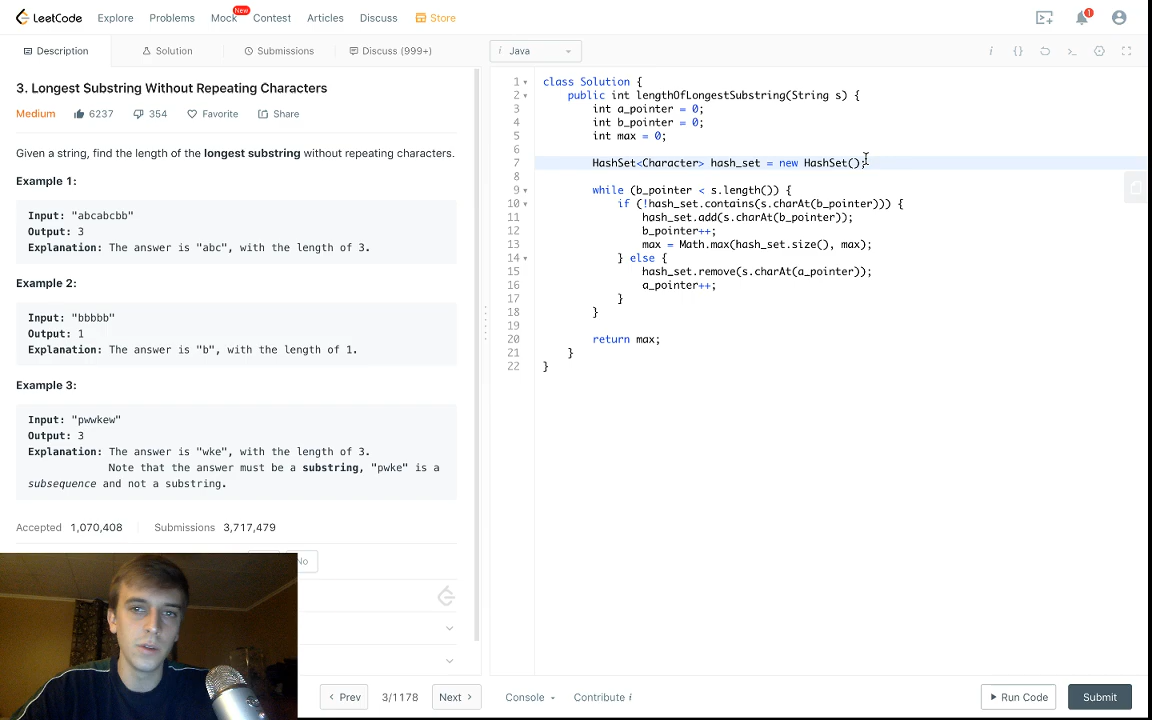 LeetCode Explore Problems Mock New Contest Articles Discuss Store 1
Description Solution Submissions Discuss (999+) i Java
3. Longest Substring Without Repeating Characters
Medium 6237 354 Favorite Share
Given a string, find the length of the longest substring without repeating characters.
Example 1:
Input: "abcabcbb"
Output: 3
Explanation: The answer is "abc", with the length of 3.
Example 2:
Input: "bbbbb"
Output: 1
Explanation: The answer is "b", with the length of 1.
Example 3:
Input: "pwwkew"
Output: 3
Explanation: The answer is "wke", with the length of 3.
Note that the answer must be a substring, "pwke" is a
subsequence and not a substring.
Accepted 1,070,408 Submissions 3,717,479
No
1 class Solution {
2 public int lengthOfLongestSubstring(String s) {
3 int a_pointer = 0;
4 int b_pointer = 0;
5 int max = 0;
6
7 HashSet<Character> hash_set = new HashSet();
8
9 while (b_pointer < s.length()) {
10 if (!hash_set.contains(s.charAt(b_pointer))) {
11 hash_set.add(s.charAt(b_pointer));
12 b_pointer++;
13 max = Math.max(hash_set.size(), max);
14 } else {
15 hash_set.remove(s.charAt(a_pointer));
16 a_pointer++;
17 }
18 }
19
20 return max;
21 }
22 }
Prev 3/1178 Next Console Contribute i Run Code Submit